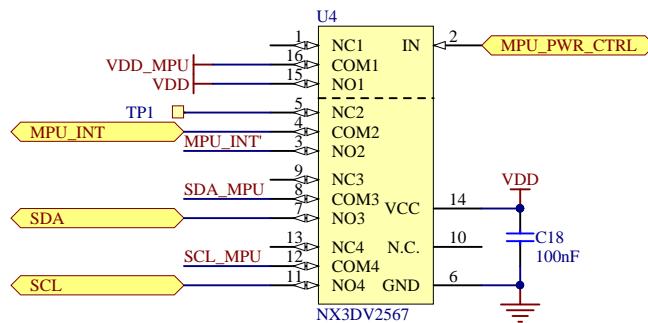 U4
1 NC1 IN 2 MPU_PWR_CTRL
VDD_MPU 16 COM1
VDD 15 NO1
TP1 5 NC2
MPU_INT 4 COM2
MPU_INT' 3 NO2
9 NC3
SDA_MPU 8 COM3
VCC 14 VDD
SDA 7 NO3
13 NC4 N.C. 10 C18
SCL_MPU 12 COM4 100nF
SCL 11 NO4 GND 6
NX3DV2567